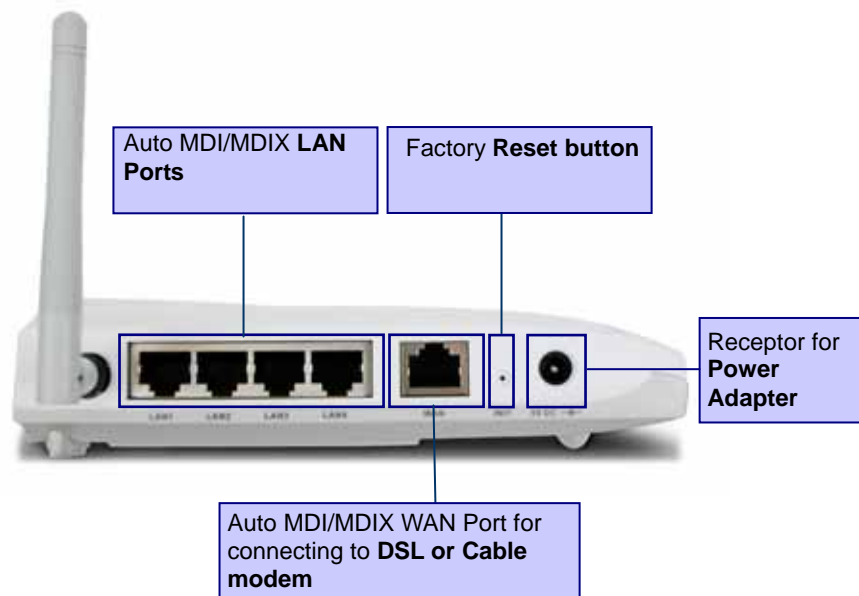 Auto MDI/MDIX LAN
Ports
Factory Reset button
Receptor for
Power
Adapter
LAN1 LAN2 LAN3 LAN4
WAN
Auto MDI/MDIX WAN Port for
connecting to DSL or Cable
modem